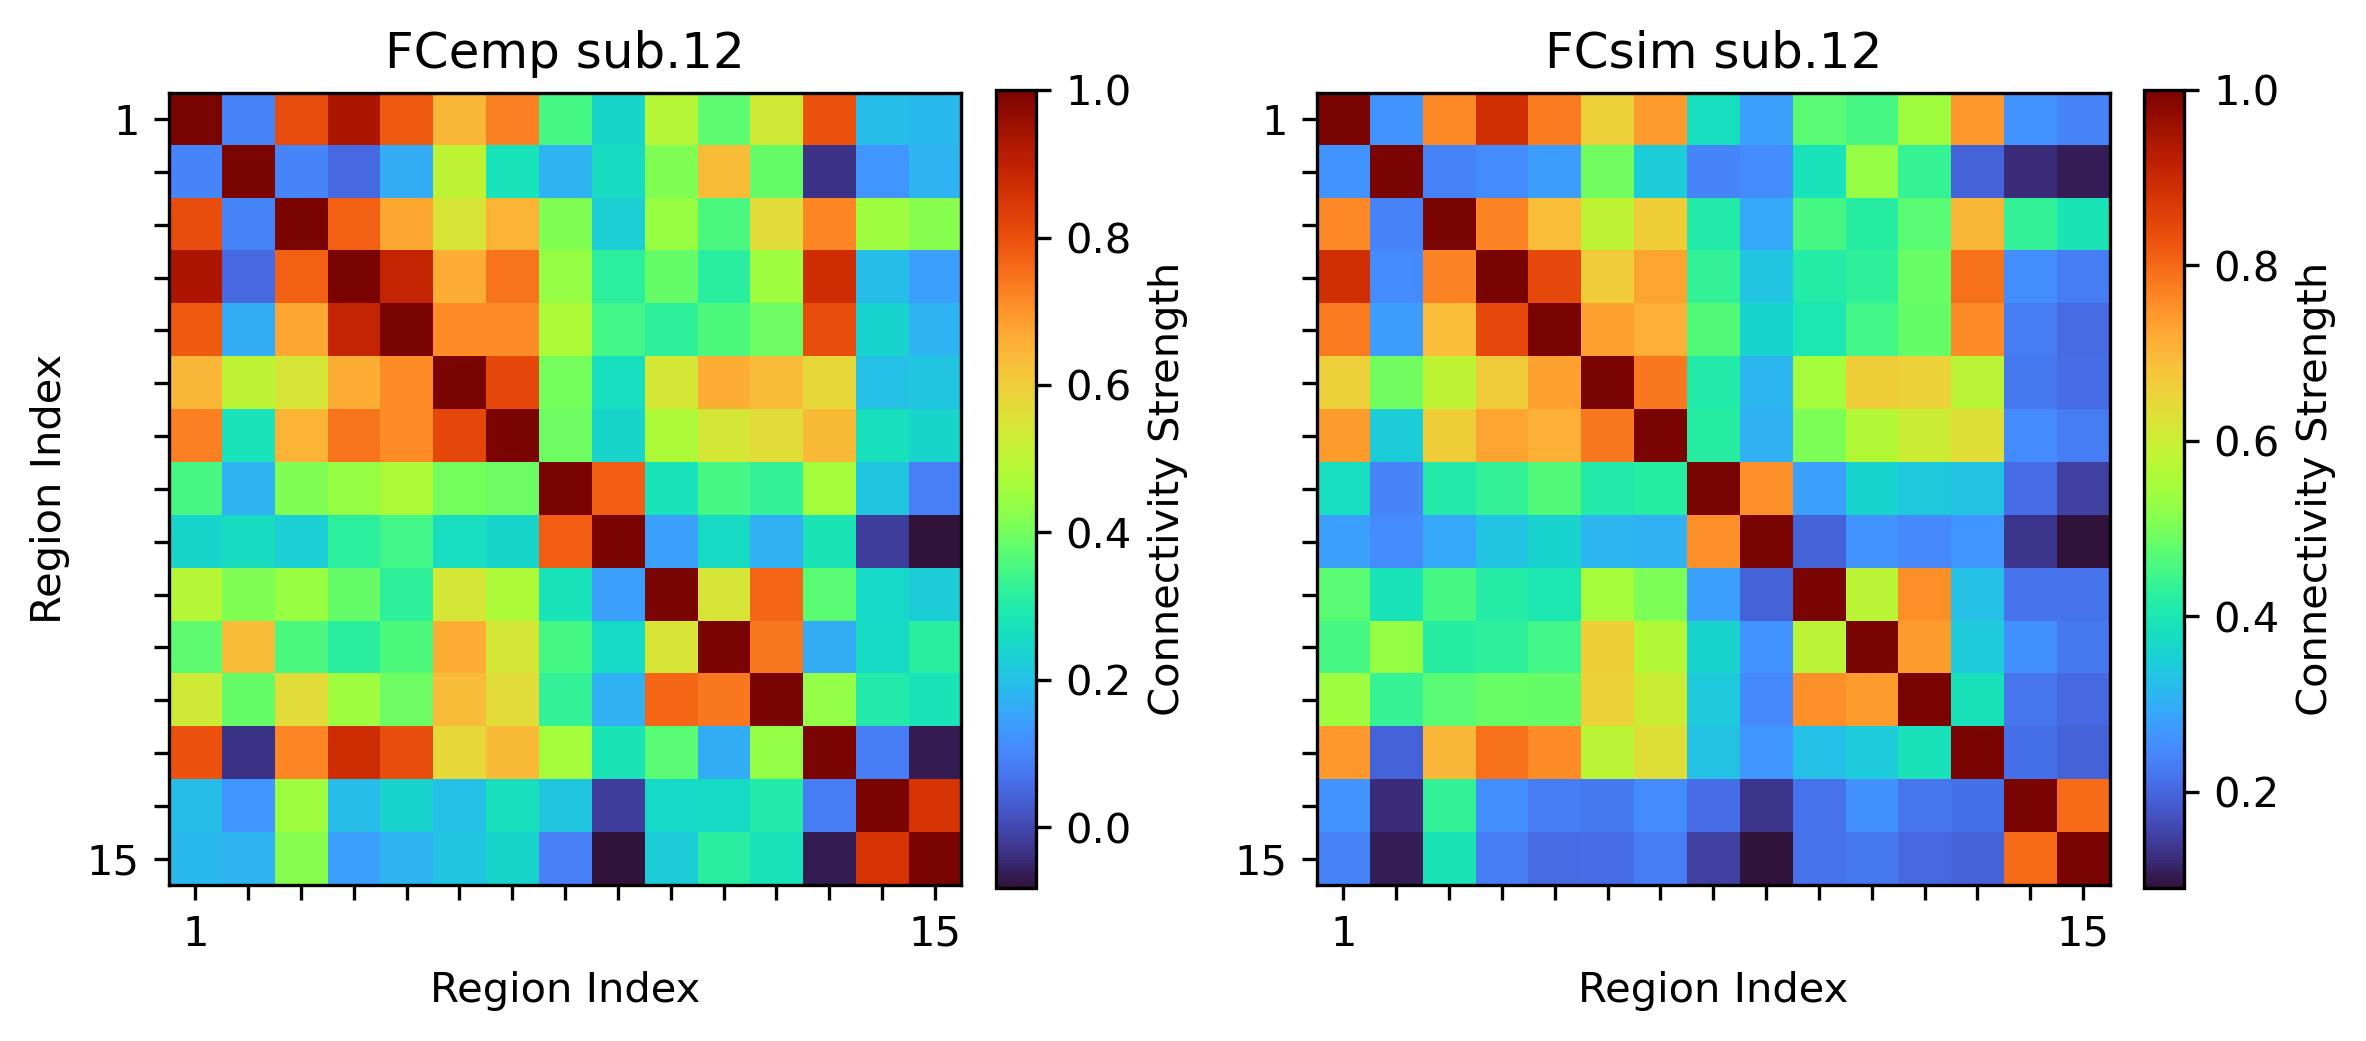 FCemp sub.12
1
15
Region Index
1
15
Region Index
1.0
0.8
0.6
0.4
0.2
0.0
Connectivity Strength
FCsim sub.12
1
15
1
15
Region Index
1.0
0.8
0.6
0.4
0.2
Connectivity Strength